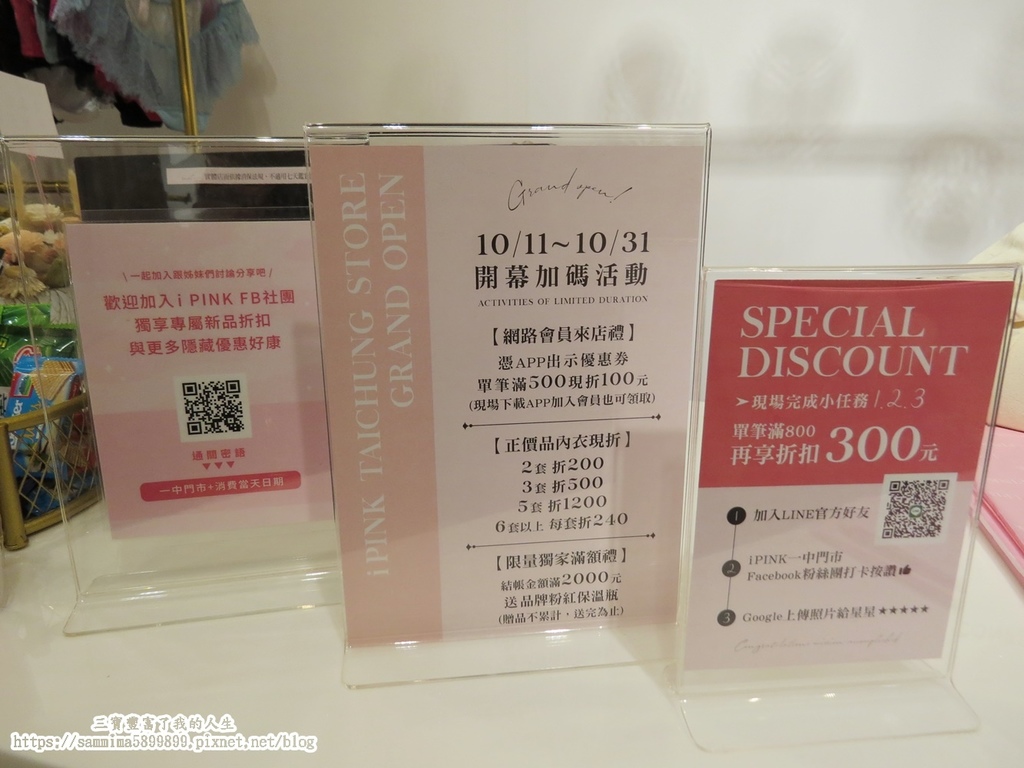 \ 一起加入跟姊妹們討論分享吧 /
歡迎加入i PINK FB社團
獨享專屬新品折扣
與更多隱藏優惠好康
通關密語
一中門市+消費當天日期
iPINK TAICHUNG STORE
GRAND OPEN
Grand open!
10/11~10/31
開幕加碼活動
ACTIVITIES OF LIMITED DURATION
【網路會員來店禮】
憑APP出示優惠券
單筆滿500現折100元
(現場下載APP加入會員也可領取)
【正價品內衣現折】
2套 折200
3套 折500
5套 折1200
6套以上 每套折240
【限量獨家滿額禮】
結帳金額滿2000元
送品牌粉紅保溫瓶
(贈品不累計，送完為止)
SPECIAL
DISCOUNT
➤現場完成小任務 1.2.3
單筆滿800
再享折扣 300元
1 加入LINE官方好友
2 iPINK一中門市
Facebook粉絲團打卡按讚
3 Google上傳照片給星星★★★★★
三寶豐富了我的人生
https://sammima5899899.pixnet.net/blog